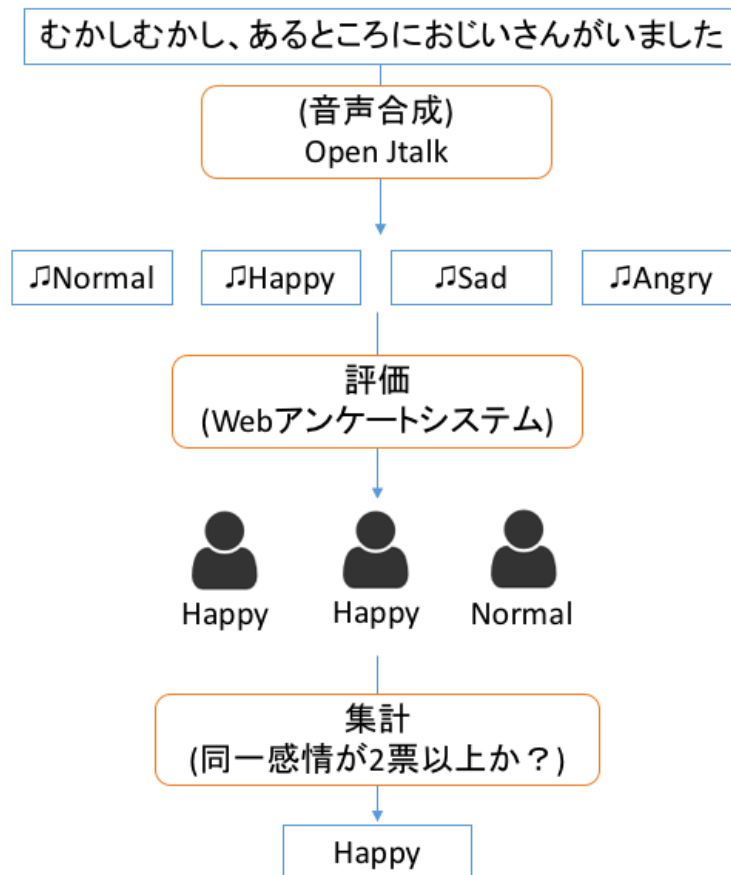 むかしむかし、あるところにおじいさんがいました
(音声合成)
Open Jtalk
♫Normal
♫Happy
♫Sad
♫Angry
評価
(Webアンケートシステム)
Happy
Happy
Normal
集計
(同一感情が2票以上か？)
Happy